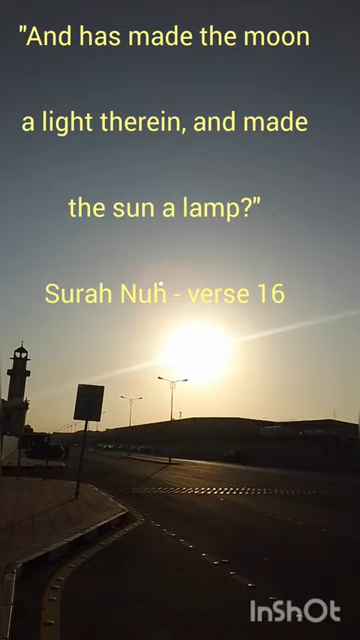 "And has made the moon
a light therein, and made
the sun a lamp?"
Surah Nuh - verse 16
InShOt